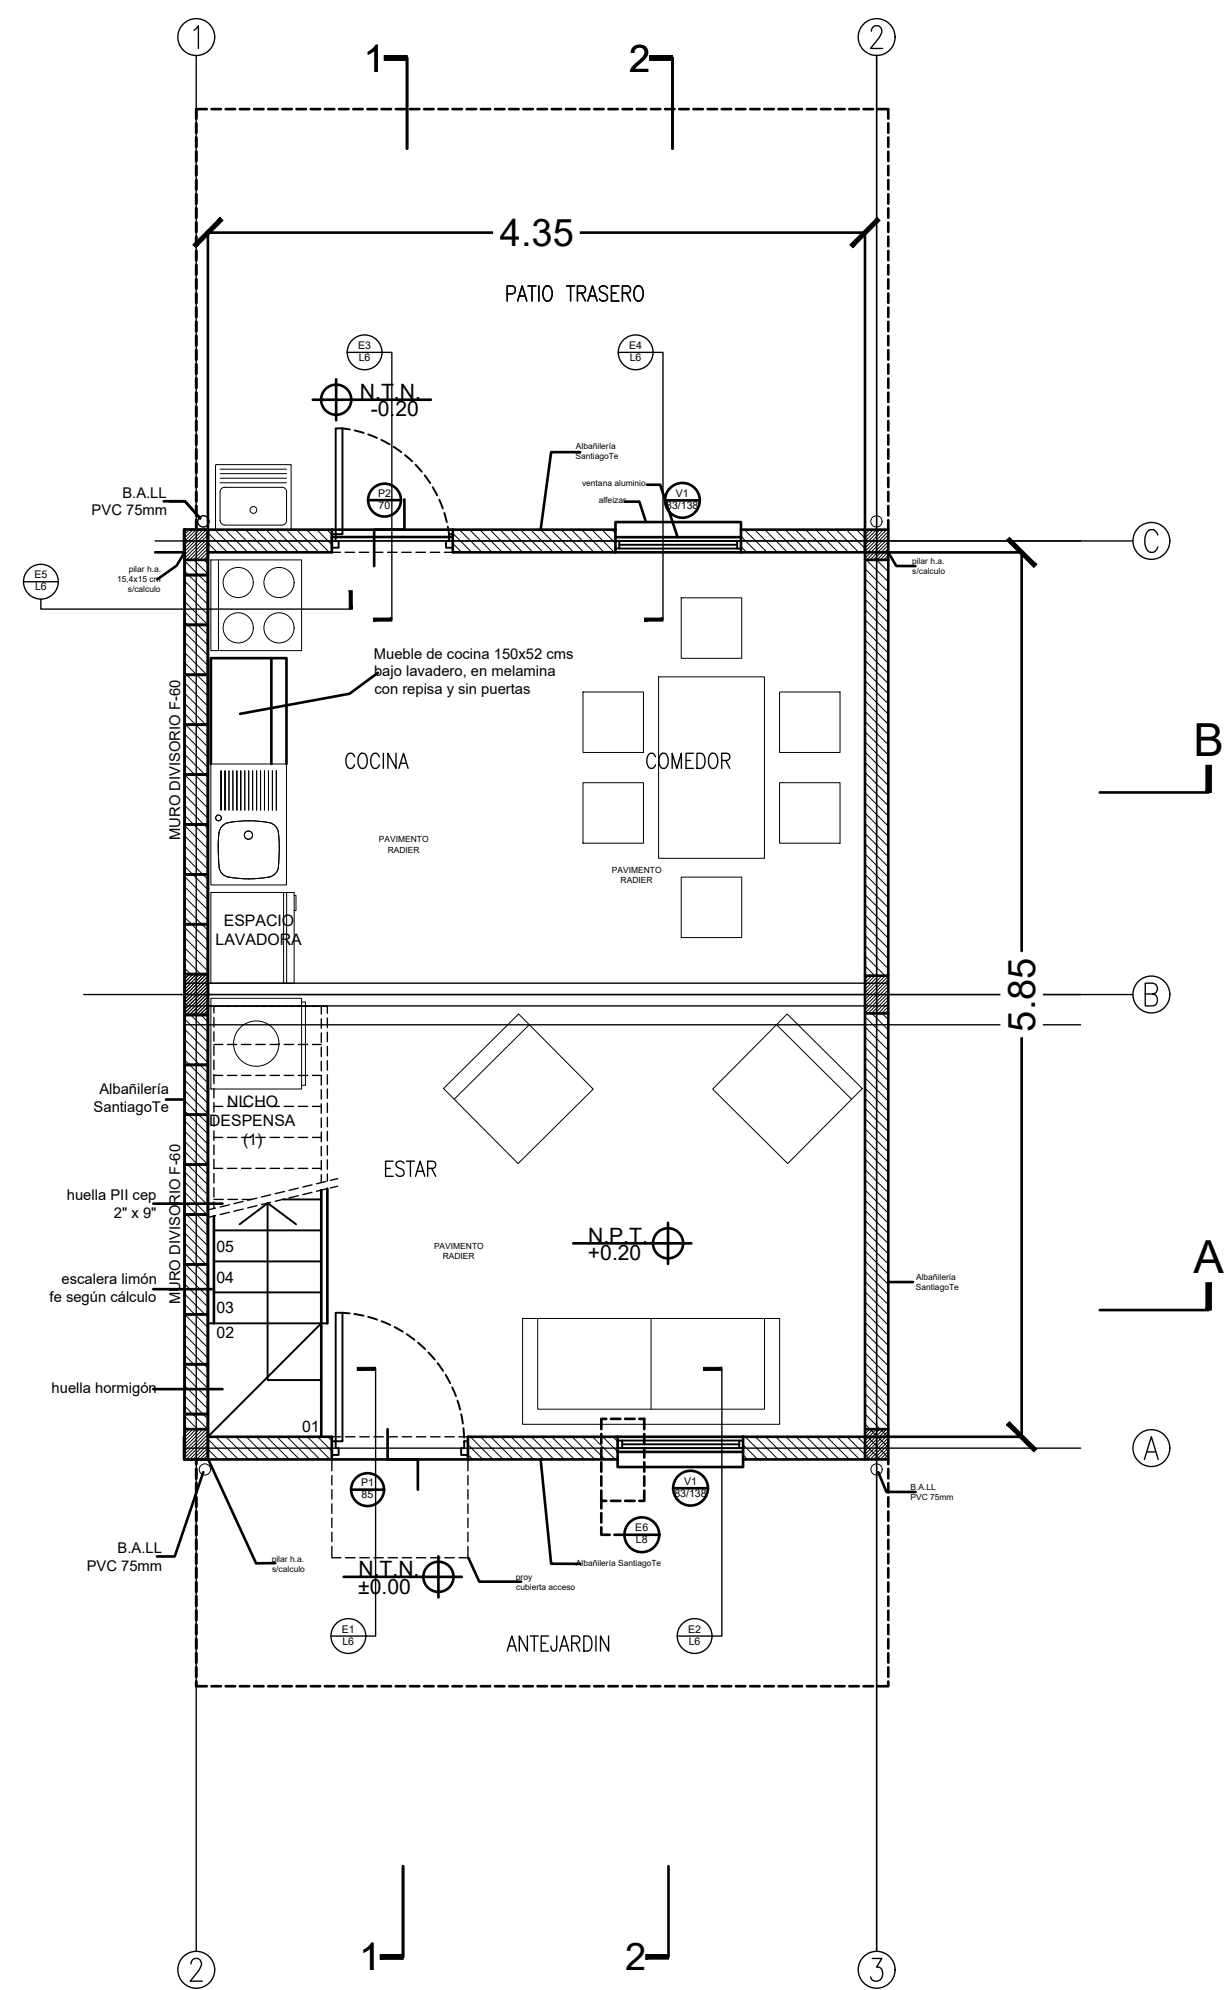 1
2
1
2
4.35
PATIO TRASERO
E3
L6
E4
L6
N.T.N.
-0.20
Albañilería
SantiagoTe
ventana aluminio
alfeizar
P2
70
V1
83/138
B.A.LL
PVC 75mm
C
pilar h.a.
15,4x15 cm
s/calculo
pilar h.a.
s/calculo
E5
L6
Mueble de cocina 150x52 cms
bajo lavadero, en melamina
con repisa y sin puertas
MURO DIVISORIO F-60
COCINA
COMEDOR
B
PAVIMENTO
RADIER
PAVIMENTO
RADIER
ESPACIO
LAVADORA
5.85
B
Albañilería
SantiagoTe
NICHO
DESPENSA
(1)
ESTAR
MURO DIVISORIO F-60
huella PII cep
2" x 9"
N.P.T.
+0.20
PAVIMENTO
RADIER
A
05
04
03
02
escalera limón
fe según cálculo
Albañilería
SantiagoTe
huella hormigón
01
A
P1
85
V1
83/138
B.A.LL
PVC 75mm
E6
L8
B.A.LL
PVC 75mm
pilar h.a.
s/calculo
Albañilería SantiagoTe
N.T.N.
±0.00
proy
cubierta acceso
E1
L6
E2
L6
ANTEJARDIN
1
2
2
3